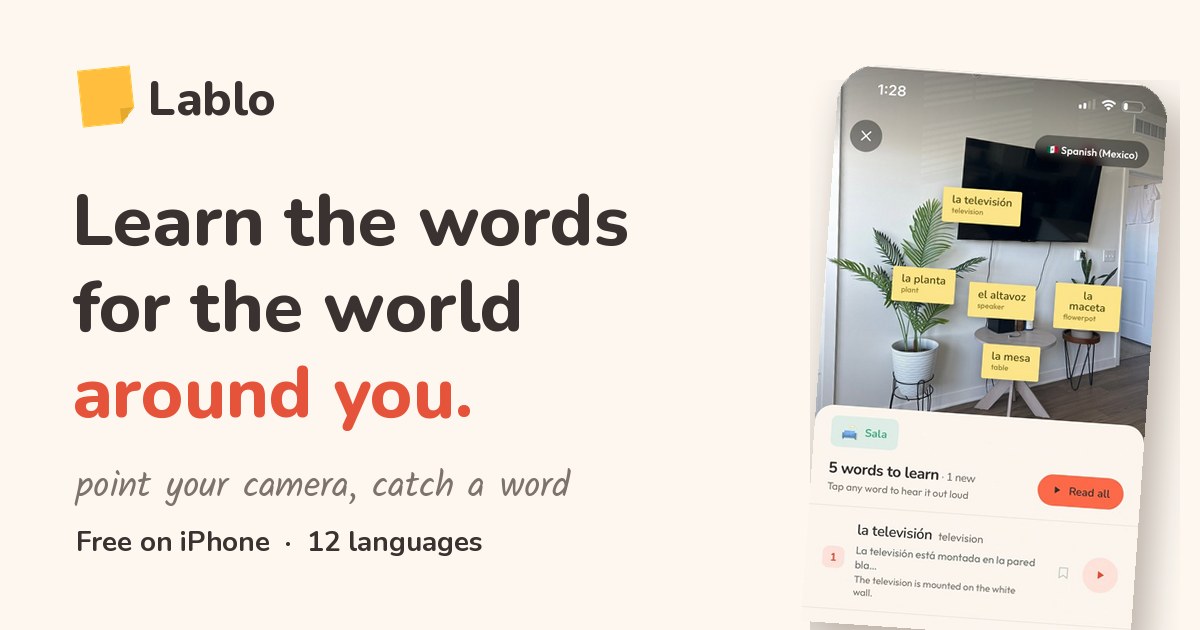 Lablo
Learn the words
for the world
around you.
point your camera, catch a word
Free on iPhone · 12 languages
1:28
Spanish (Mexico)
la televisión
television
la planta
plant
el altavoz
speaker
la
maceta
flowerpot
la mesa
table
Sala
5 words to learn · 1 new
Tap any word to hear it out loud
Read all
1
la televisión television
La televisión está montada en la pared
bla...
The television is mounted on the white
wall.